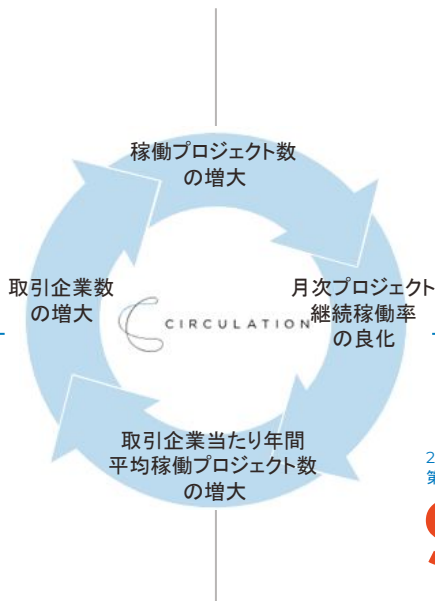 稼働プロジェクト数
の増大
取引企業数
の増大
月次プロジェクト
継続稼働率
の良化
CIRCULATION
取引企業当たり年間
平均稼働プロジェクト数
の増大
2
第